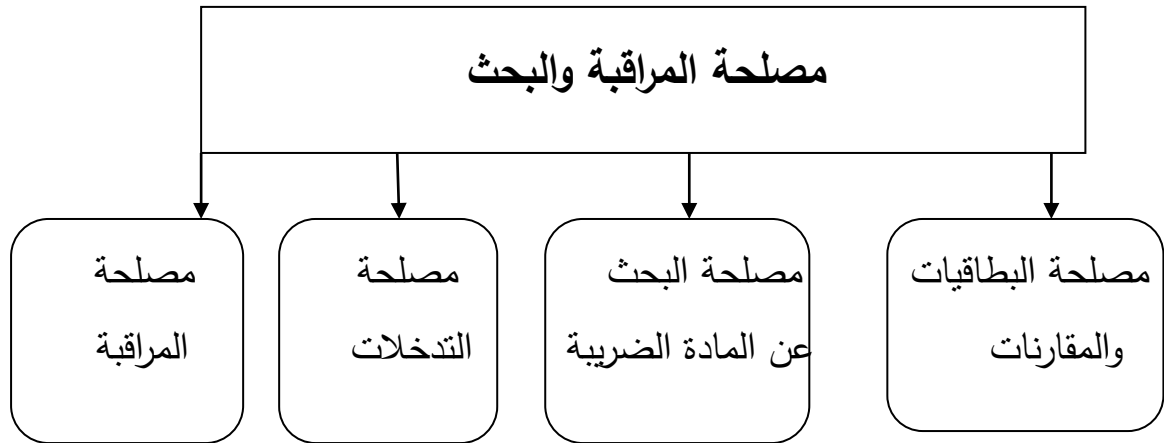 مصلحة المراقبة والبحث
مصلحة البطاقيات
والمقارنات
مصلحة البحث
عن المادة الضريبة
مصلحة
التدخلات
مصلحة
المراقبة